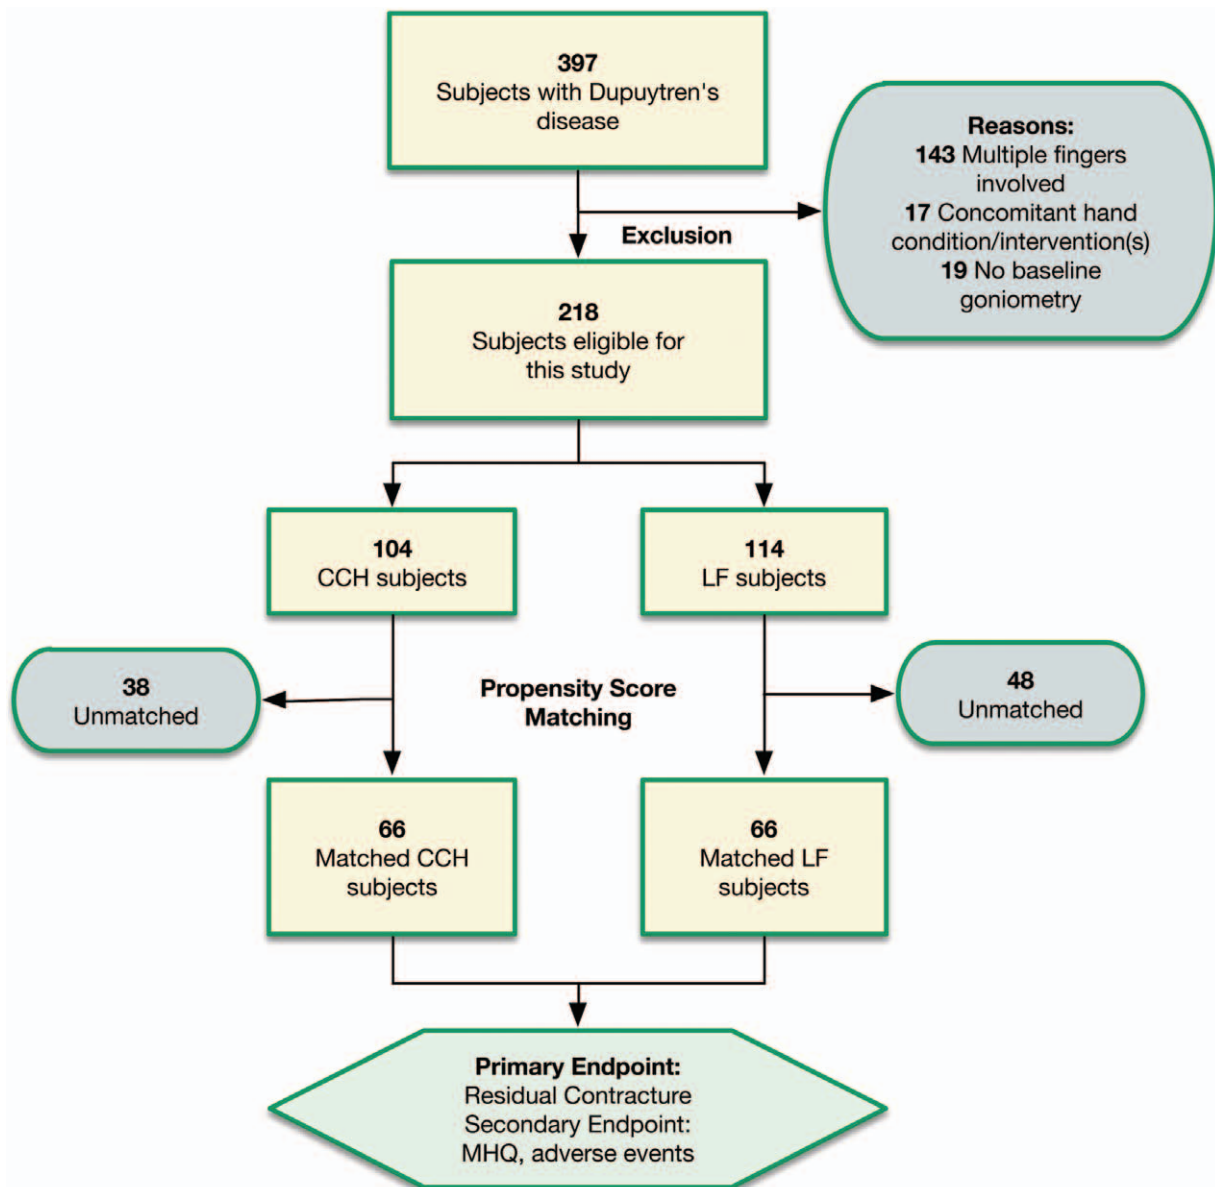 397
Subjects with Dupuytren's
disease
Reasons:
143 Multiple fingers
involved
17 Concomitant hand
condition/intervention(s)
19 No baseline
goniometry
Exclusion
218
Subjects eligible for
this study
104
CCH subjects
114
LF subjects
38
Unmatched
Propensity Score
Matching
48
Unmatched
66
Matched CCH
subjects
66
Matched LF
subjects
Primary Endpoint:
Residual Contracture
Secondary Endpoint:
MHQ, adverse events